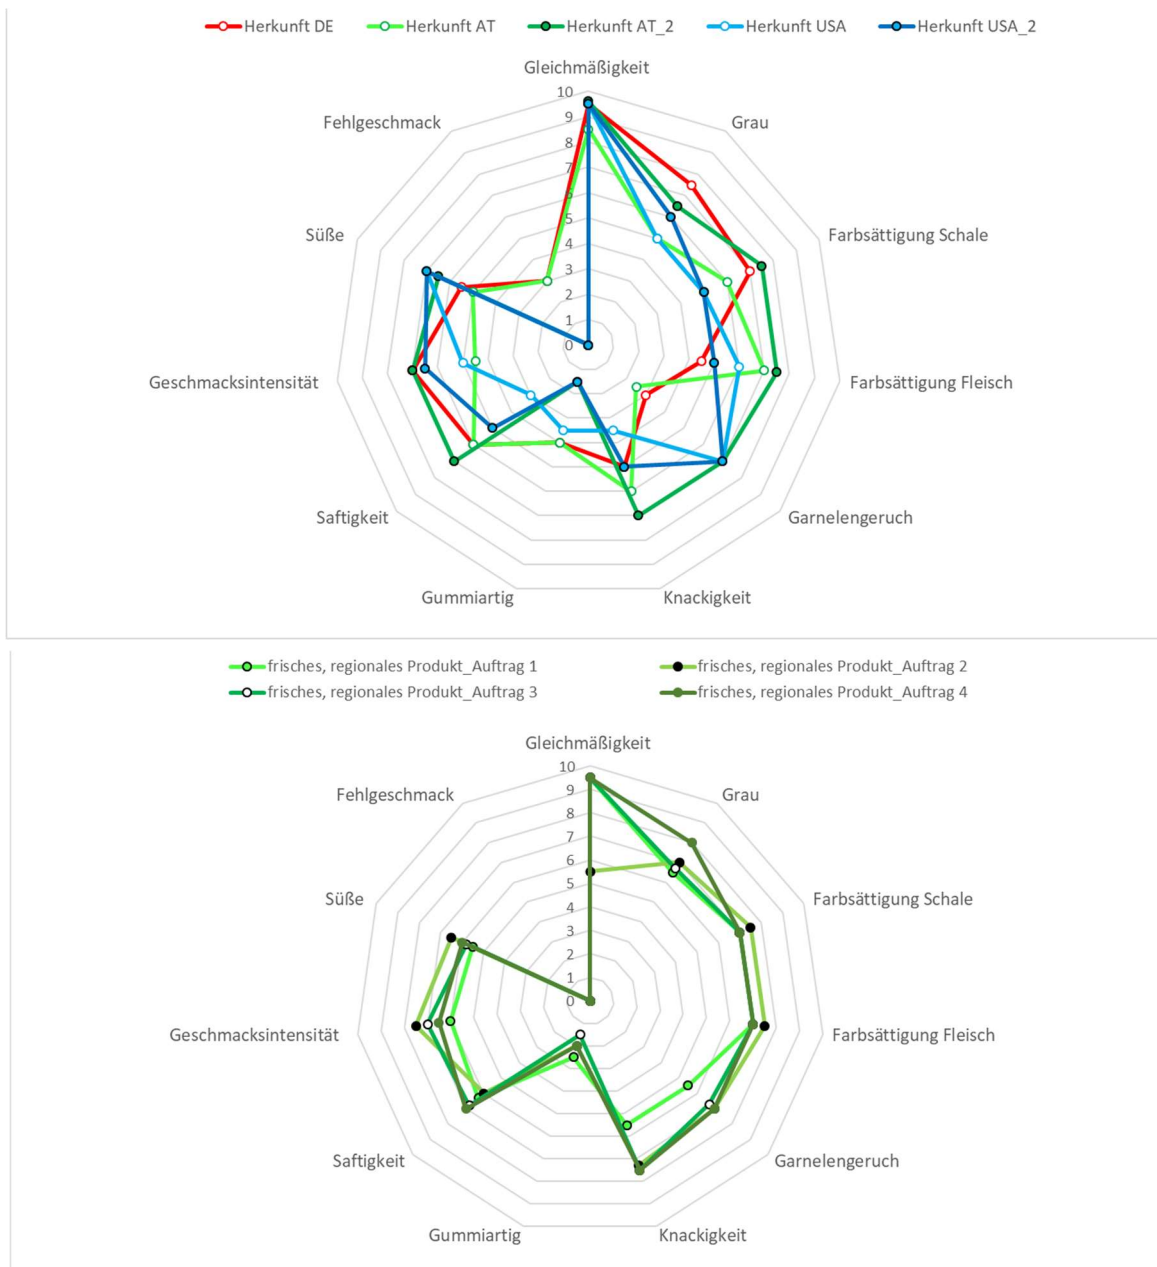 Herkunft DE Herkunft AT Herkunft AT_2 Herkunft USA Herkunft USA_2
Gleichmäßigkeit
10
Fehlgeschmack Grau
9
8
7
6
Süße Farbsättigung Schale
5
4
3
2
1
0
Geschmacksintensität Farbsättigung Fleisch
Saftigkeit Garnelengeruch
Gummiartig Knackigkeit
frisches, regionales Produkt_Auftrag 1 frisches, regionales Produkt_Auftrag 2
frisches, regionales Produkt_Auftrag 3 frisches, regionales Produkt_Auftrag 4
Gleichmäßigkeit
10
Fehlgeschmack Grau
9
8
7
6
5
Süße Farbsättigung Schale
4
3
2
1
0
Geschmacksintensität Farbsättigung Fleisch
Saftigkeit Garnelengeruch
Gummiartig Knackigkeit